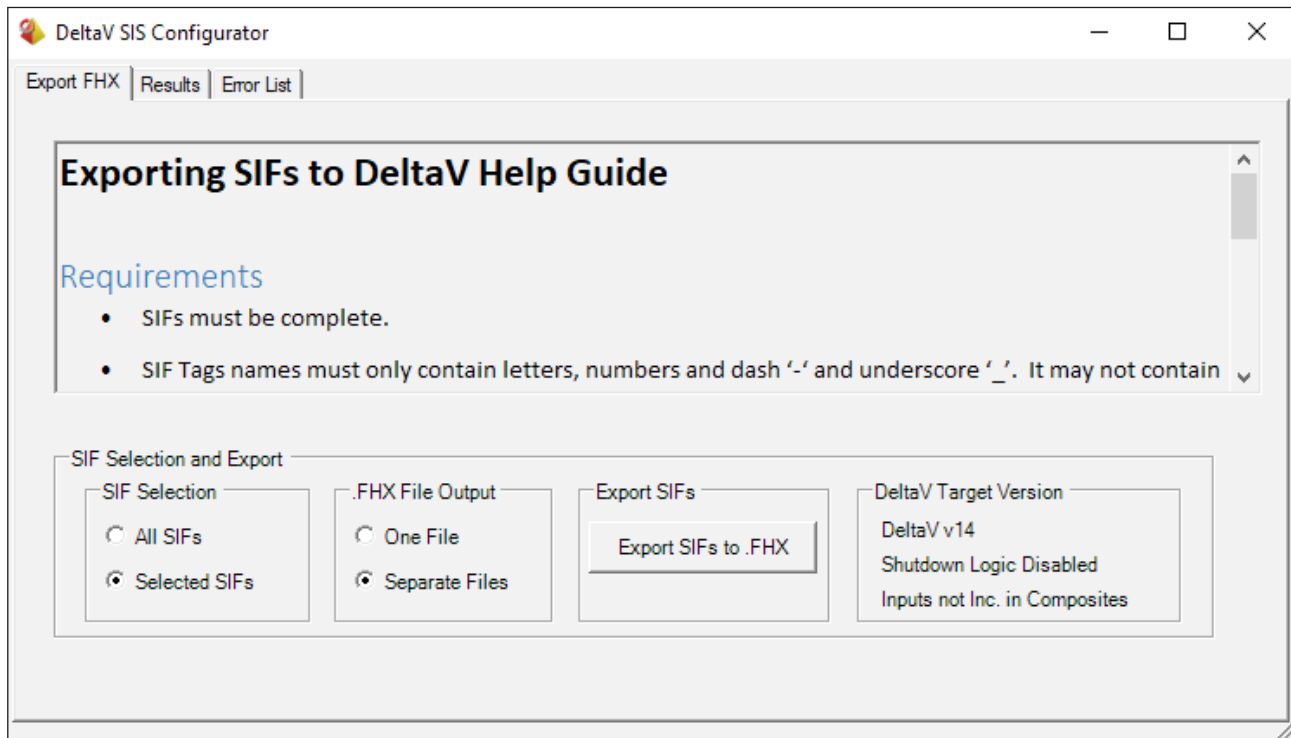 DeltaV SIS Configurator
Export FHX
Results
Error List
Exporting SIFs to DeltaV Help Guide
Requirements
• SIFs must be complete.
• SIF Tags names must only contain letters, numbers and dash ‘-‘ and underscore ‘_’.  It may not contain
SIF Selection and Export
SIF Selection
All SIFs
Selected SIFs
.FHX File Output
One File
Separate Files
Export SIFs
Export SIFs to .FHX
DeltaV Target Version
DeltaV v14
Shutdown Logic Disabled
Inputs not Inc. in Composites